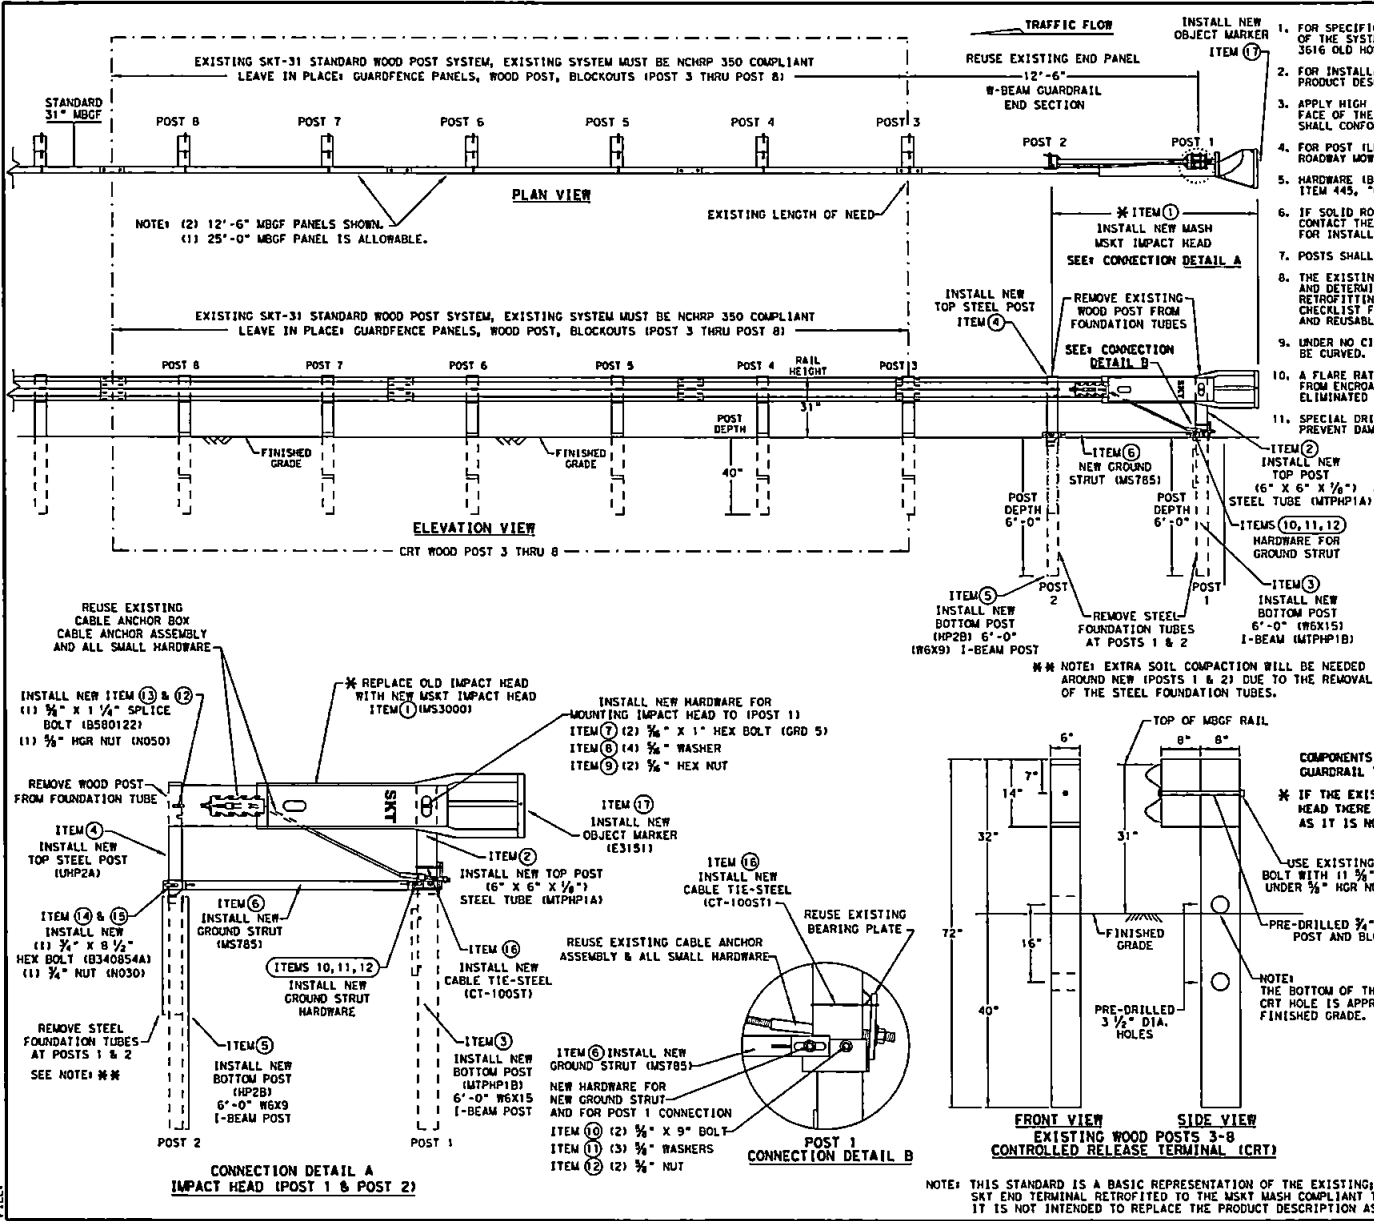 TRAFFIC FLOW
INSTALL NEW
OBJECT MARKER
ITEM 17
EXISTING SKT-31 STANDARD WOOD POST SYSTEM, EXISTING SYSTEM MUST BE NCHRP 350 COMPLIANT
LEAVE IN PLACE: GUARDFENCE PANELS, WOOD POST, BLOCKOUTS (POST 3 THRU POST 8)
REUSE EXISTING END PANEL
12'-6"
W-BEAM GUARDRAIL
END SECTION
STANDARD
31" MBGF
POST 8
POST 7
POST 6
POST 5
POST 4
POST 3
POST 2
POST 1
PLAN VIEW
NOTE: (2) 12'-6" MBGF PANELS SHOWN.
(1) 25'-0" MBGF PANEL IS ALLOWABLE.
EXISTING LENGTH OF NEED
* ITEM 1
INSTALL NEW MASH
MSKT IMPACT HEAD
SEE: CONNECTION DETAIL A
1. FOR SPECIFI
OF THE SYST
3616 OLD HO
2. FOR INSTALL
PRODUCT DES
3. APPLY HIGH
FACE OF THE
SHALL CONFO
4. FOR POST (L
ROADWAY MOW
5. HARDWARE (B
ITEM 445, "
6. IF SOLID RO
CONTACT THE
FOR INSTALL
7. POSTS SHALL
8. THE EXISTIN
AND DETERMI
RETROFITTIN
CHECKLIST F
AND REUSABL
9. UNDER NO CI
BE CURVED.
10. A FLARE RAT
FROM ENCROA
ELIMINATED
11. SPECIAL DRI
PREVENT DAM
EXISTING SKT-31 STANDARD WOOD POST SYSTEM, EXISTING SYSTEM MUST BE NCHRP 350 COMPLIANT
LEAVE IN PLACE: GUARDFENCE PANELS, WOOD POST, BLOCKOUTS (POST 3 THRU POST 8)
INSTALL NEW
TOP STEEL POST
ITEM 4
REMOVE EXISTING
WOOD POST FROM
FOUNDATION TUBES
SEE: CONNECTION
DETAIL B
POST 8
POST 7
POST 6
POST 5
POST 4
RAIL
HEIGHT
POST 3
31"
SKT
POST
DEPTH
40"
FINISHED
GRADE
FINISHED
GRADE
ITEM 6
NEW GROUND
STRUT (MS785)
POST
DEPTH
6'-0"
POST
DEPTH
6'-0"
ITEM 2
INSTALL NEW
TOP POST
(6" X 6" X 1/8")
STEEL TUBE (MTPHP1A)
ITEMS 10, 11, 12
HARDWARE FOR
GROUND STRUT
ELEVATION VIEW
CRT WOOD POST 3 THRU 8
ITEM 5
INSTALL NEW
BOTTOM POST
(HP2B) 6'-0"
(W6X9) I-BEAM POST
POST
2
REMOVE STEEL
FOUNDATION TUBES
AT POSTS 1 & 2
POST
1
ITEM 3
INSTALL NEW
BOTTOM POST
6'-0" (W6X15)
I-BEAM (MTPHP1B)
** NOTE: EXTRA SOIL COMPACTION WILL BE NEEDED
AROUND NEW (POSTS 1 & 2) DUE TO THE REMOVAL
OF THE STEEL FOUNDATION TUBES.
REUSE EXISTING
CABLE ANCHOR BOX
CABLE ANCHOR ASSEMBLY
AND ALL SMALL HARDWARE
INSTALL NEW ITEM 13 & 12
(1) 5/8" X 1 1/4" SPLICE
BOLT (B580122)
(1) 5/8" HGR NUT (N050)
* REPLACE OLD IMPACT HEAD
WITH NEW MSKT IMPACT HEAD
ITEM 1 (MS3000)
INSTALL NEW HARDWARE FOR
MOUNTING IMPACT HEAD TO (POST 1)
ITEM 7 (2) 5/16" X 1" HEX BOLT (GRD 5)
ITEM 8 (4) 5/16" WASHER
ITEM 9 (2) 5/16" HEX NUT
REMOVE WOOD POST
FROM FOUNDATION TUBE
SKT
ITEM 17
INSTALL NEW
OBJECT MARKER
(E3151)
ITEM 4
INSTALL NEW
TOP STEEL POST
(UHP2A)
ITEM 2
INSTALL NEW TOP POST
(6" X 6" X 1/8")
STEEL TUBE (MTPHP1A)
ITEM 14 & 15
INSTALL NEW
(1) 3/4" X 8 1/2"
HEX BOLT (B340854A)
(1) 3/4" NUT (N030)
ITEM 6
INSTALL NEW
GROUND STRUT
(MS785)
ITEMS 10, 11, 12
INSTALL NEW
GROUND STRUT
HARDWARE
ITEM 16
INSTALL NEW
CABLE TIE-STEEL
(CT-100ST)
REMOVE STEEL
FOUNDATION TUBES
AT POSTS 1 & 2
SEE NOTE: **
ITEM 5
INSTALL NEW
BOTTOM POST
(HP2B)
6'-0" W6X9
I-BEAM POST
ITEM 3
INSTALL NEW
BOTTOM POST
(MTPHP1B)
6'-0" W6X15
I-BEAM POST
POST 2
POST 1
CONNECTION DETAIL A
IMPACT HEAD (POST 1 & POST 2)
ITEM 16
INSTALL NEW
CABLE TIE-STEEL
(CT-100ST)
REUSE EXISTING
BEARING PLATE
REUSE EXISTING CABLE ANCHOR
ASSEMBLY & ALL SMALL HARDWARE
ITEM 6 INSTALL NEW
GROUND STRUT (MS785)
NEW HARDWARE FOR
NEW GROUND STRUT
AND FOR POST 1 CONNECTION
ITEM 10 (2) 5/8" X 9" BOLT
ITEM 11 (3) 5/8" WASHERS
ITEM 12 (2) 5/8" NUT
POST 1
CONNECTION DETAIL B
TOP OF MBGF RAIL
6"
8"
8"
7"
14"
32"
31"
72"
16"
40"
FINISHED
GRADE
PRE-DRILLED
3 1/2" DIA.
HOLES
COMPONENTS
GUARDRAIL
* IF THE EXIS
HEAD THERE
AS IT IS NO
USE EXISTING
BOLT WITH (1 5/8"
UNDER 5/8" HGR NU
PRE-DRILLED 3/4"
POST AND BL
NOTE:
THE BOTTOM OF TH
CRT HOLE IS APPR
FINISHED GRADE.
FRONT VIEW
SIDE VIEW
EXISTING WOOD POSTS 3-8
CONTROLLED RELEASE TERMINAL (CRT)
NOTE: THIS STANDARD IS A BASIC REPRESENTATION OF THE EXISTING
SKT END TERMINAL RETROFITED TO THE MSKT MASH COMPLIANT T
IT IS NOT INTENDED TO REPLACE THE PRODUCT DESCRIPTION AS